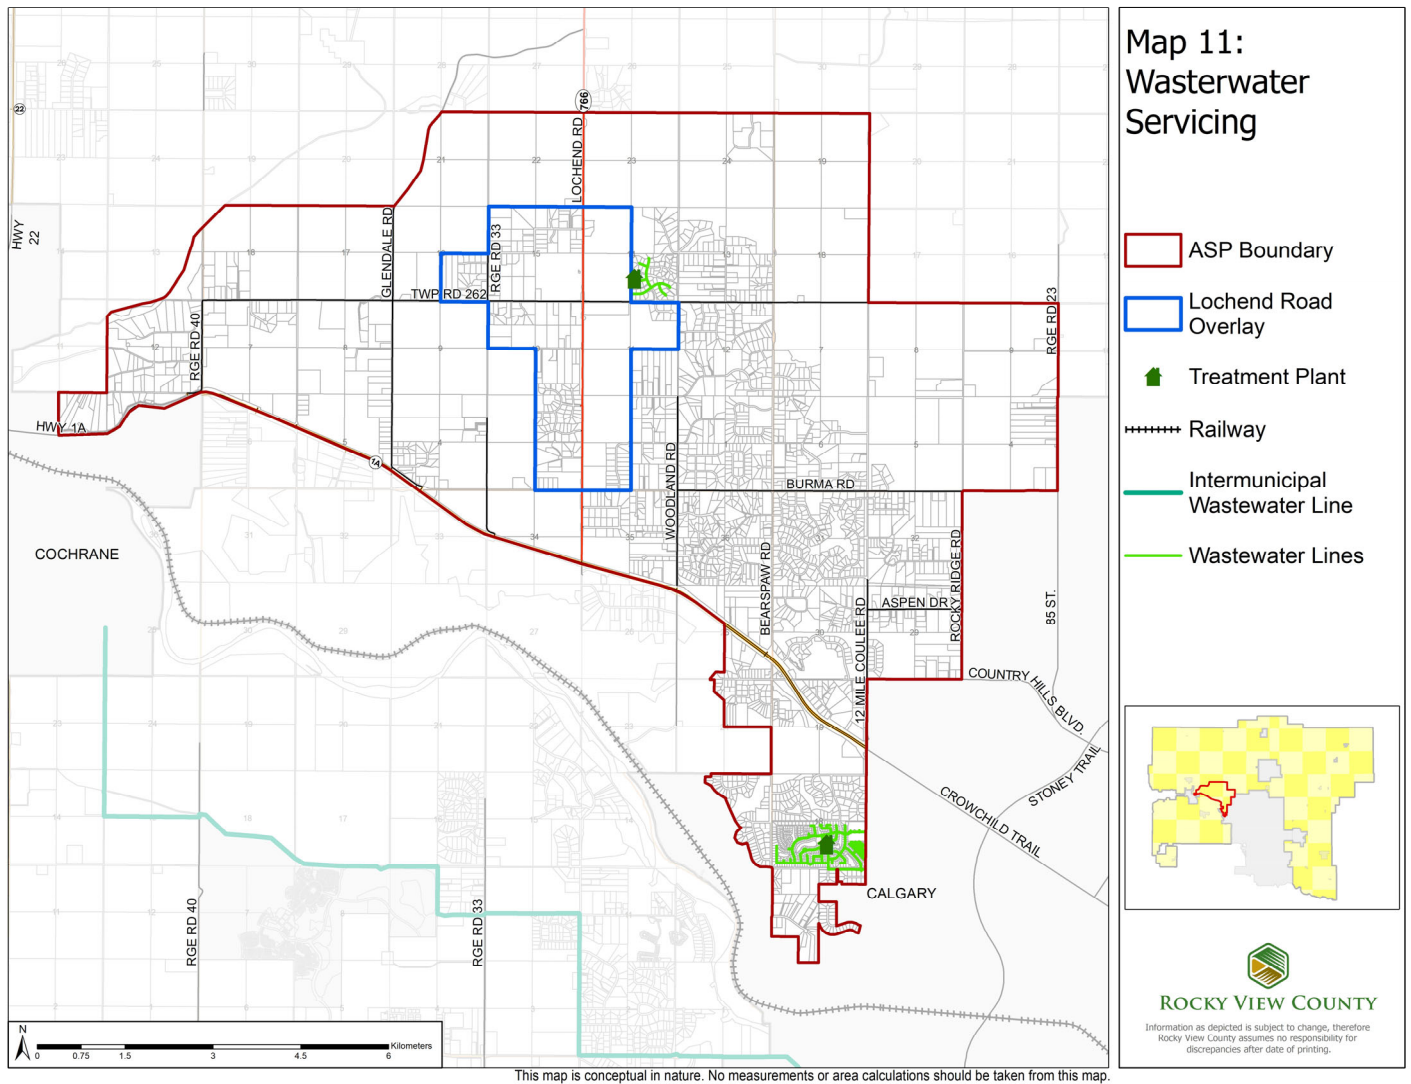 Map 11:
Wasterwater
Servicing
ASP Boundary
Lochend Road
Overlay
Treatment Plant
Railway
Intermunicipal
Wastewater Line
Wastewater Lines
22
HWY
22
766
LOCHEND RD
GLENDALE RD
RGE RD 33
TWP RD 262
RGE RD 40
RGE RD 23
HWY 1A
1A
WOODLAND RD
BURMA RD
BEARSPAW RD
12 MILE COULEE RD
ASPEN DR
ROCKY RIDGE RD
85 ST.
COCHRANE
COUNTRY HILLS BLVD.
STONEY TRAIL
CROWCHILD TRAIL
CALGARY
RGE RD 40
RGE RD 33
N
0 0.75 1.5 3 4.5 6
Kilometers
ROCKY VIEW COUNTY
Information as depicted is subject to change, therefore
Rocky View County assumes no responsibility for
discrepancies after date of printing.
This map is conceptual in nature. No measurements or area calculations should be taken from this map.